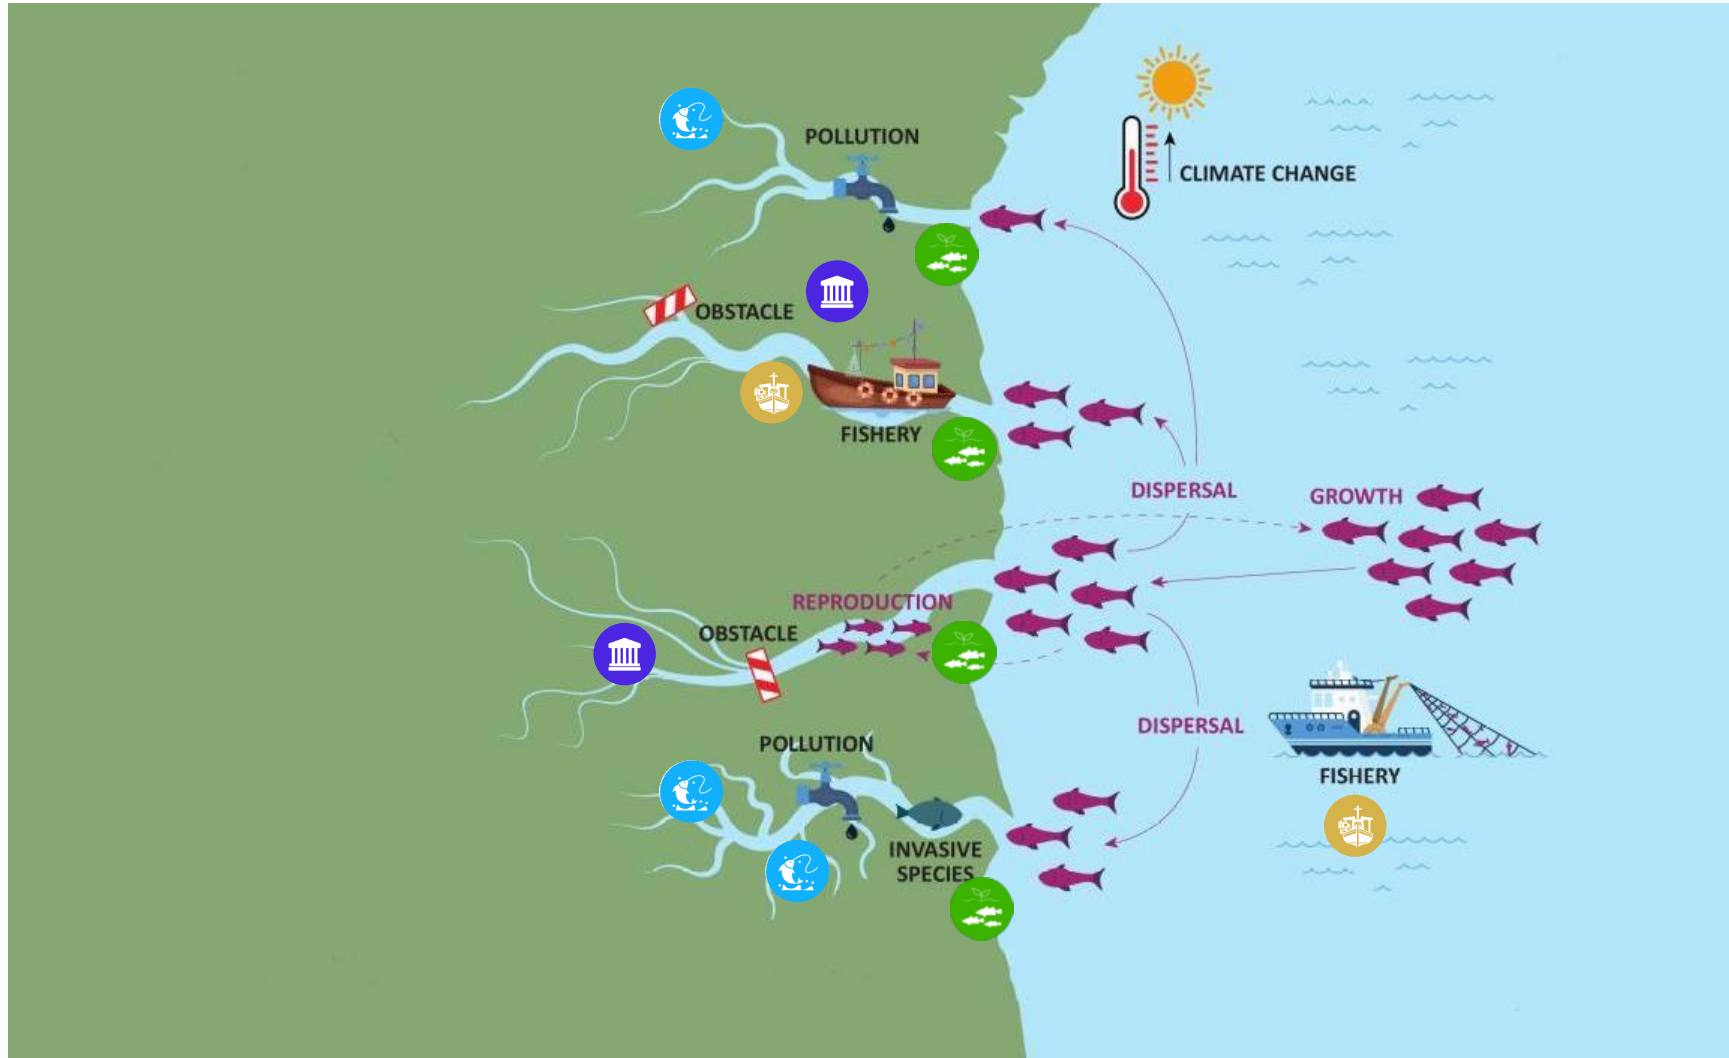 POLLUTION
CLIMATE CHANGE
OBSTACLE
FISHERY
DISPERSAL
GROWTH
REPRODUCTION
OBSTACLE
DISPERSAL
POLLUTION
FISHERY
INVASIVE
SPECIES